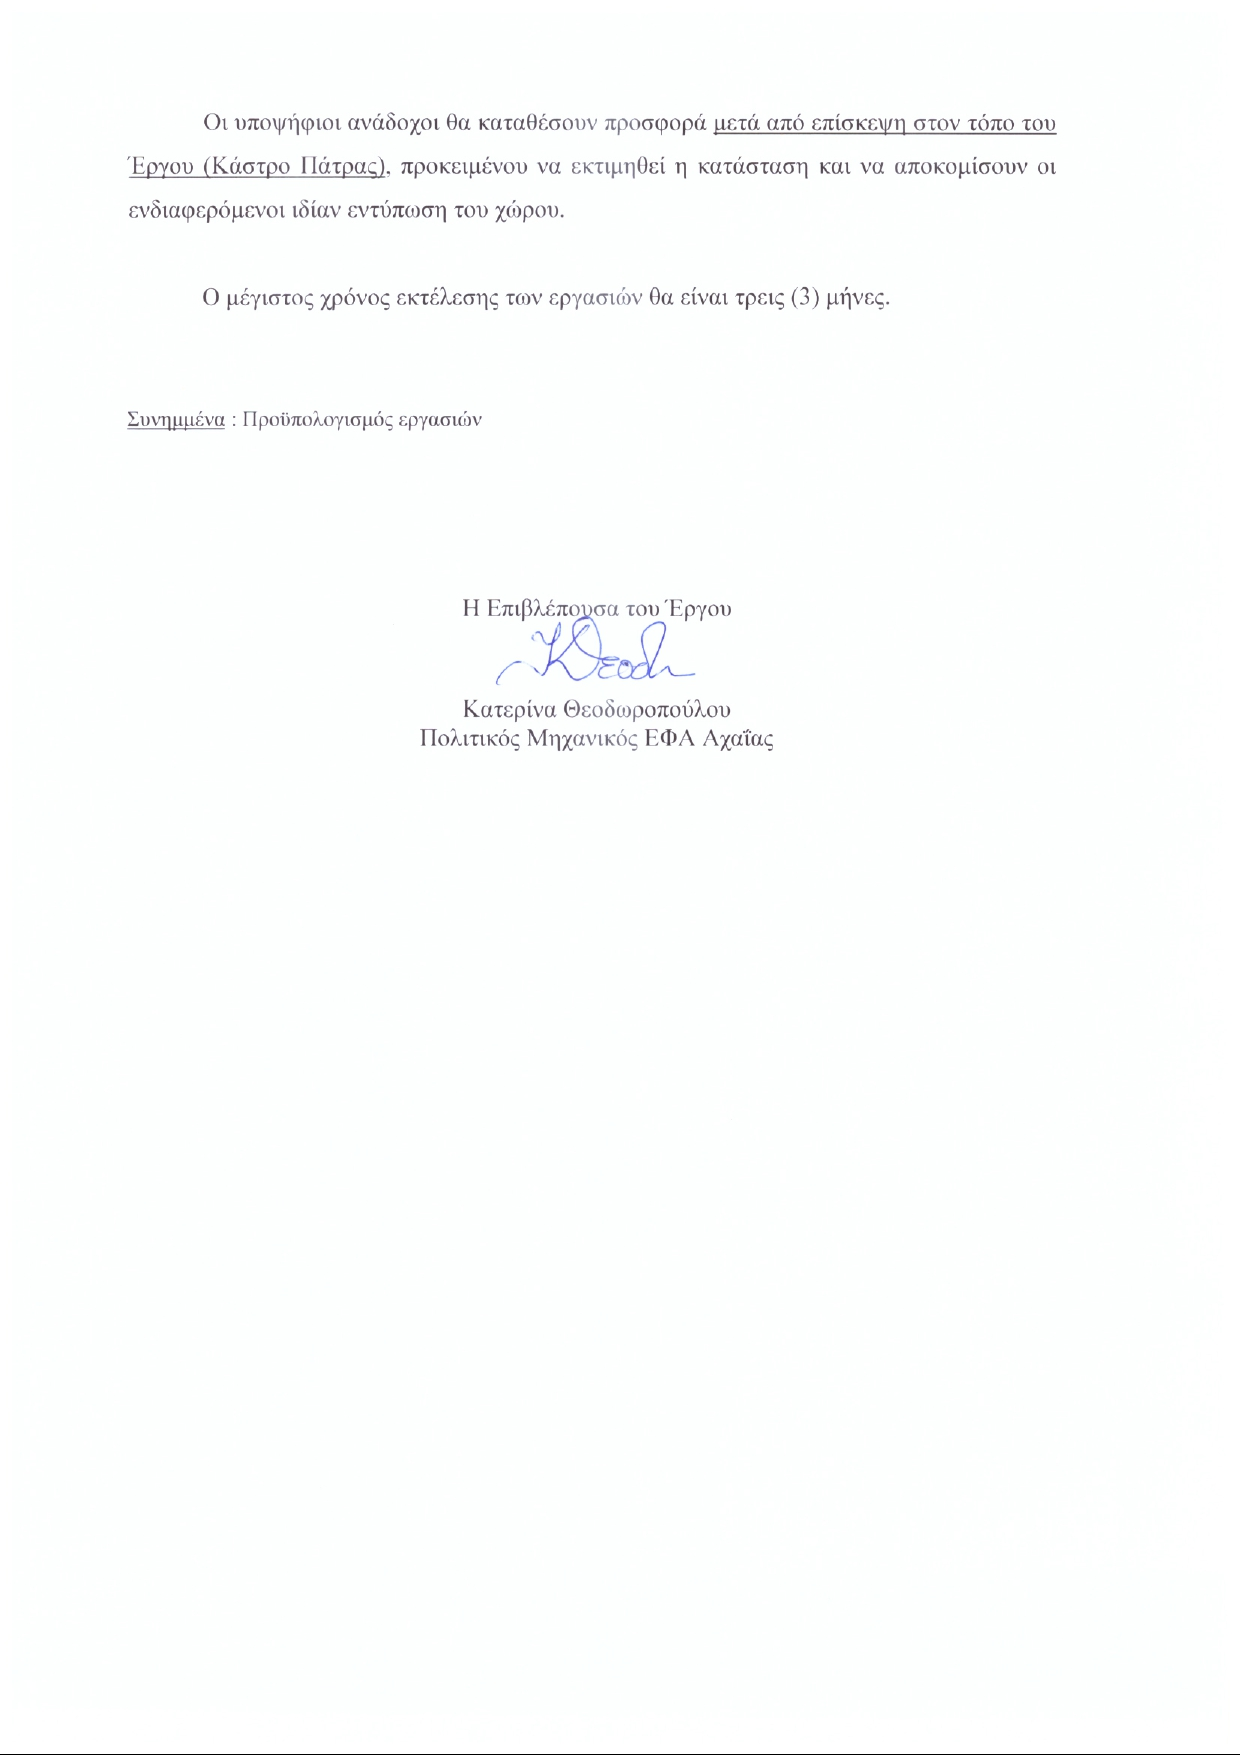 Οι υποψήφιοι ανάδοχοι θα καταθέσουν προσφορά μετά από επίσκεψη στον τόπο του
Έργου (Κάστρο Πάτρας), προκειμένου να εκτιμηθεί η κατάσταση και να αποκομίσουν οι
ενδιαφερόμενοι ιδίαν εντύπωση του χώρου.
Ο μέγιστος χρόνος εκτέλεσης των εργασιών θα είναι τρεις (3) μήνες.
Συνημμένα : Προϋπολογισμός εργασιών
Η Επιβλέπουσα του Έργου
Κατερίνα Θεοδωροπούλου
Πολιτικός Μηχανικός ΕΦΑ Αχαΐας